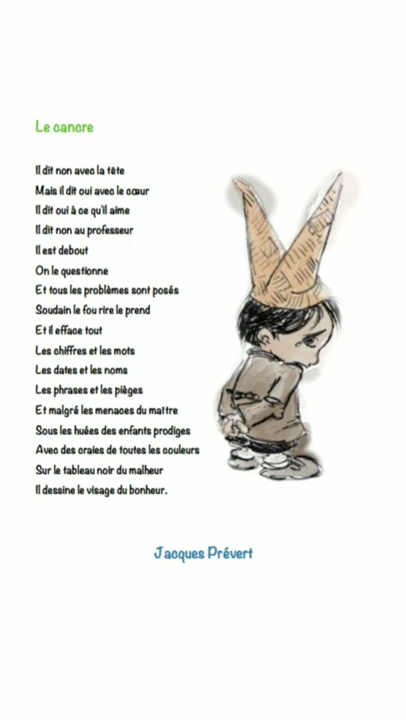 Le cancre
Il dit non avec la tête
Mais il dit oui avec le cœur
Il dit oui à ce qu'il aime
Il dit non au professeur
Il est debout
On le questionne
Et tous les problèmes sont posés
Soudain le fou rire le prend
Et il efface tout
Les chiffres et les mots
Les dates et les noms
Les phrases et les pièges
Et malgré les menaces du maître
Sous les huées des enfants prodiges
Avec des craies de toutes les couleurs
Sur le tableau noir du malheur
Il dessine le visage du bonheur.
Jacques Prévert